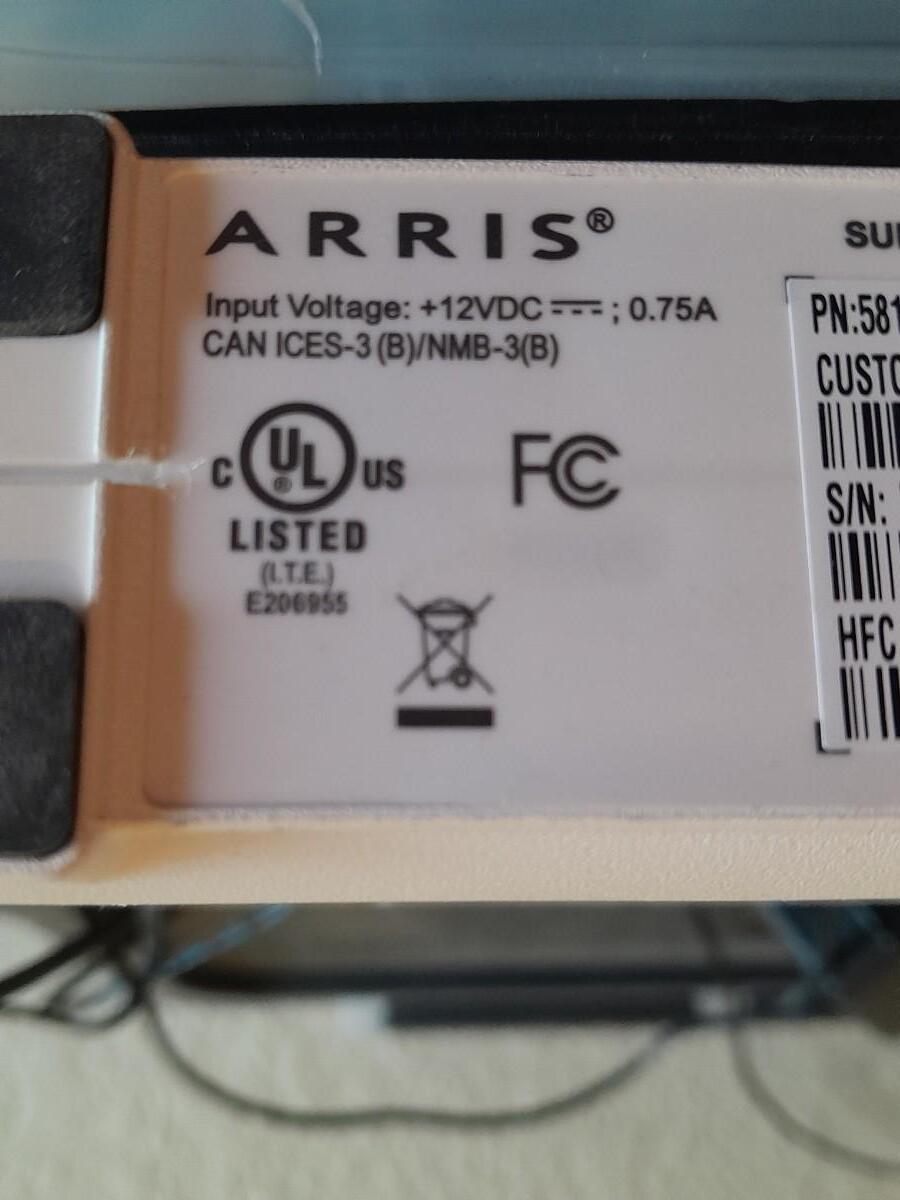 ARRIS®
Input Voltage: +12VDC ⎓ ; 0.75A
CAN ICES-3 (B)/NMB-3(B)
C UL® US
LISTED
(I.T.E.)
E206955
FC
SU
PN:581
CUSTO
S/N:
HFC